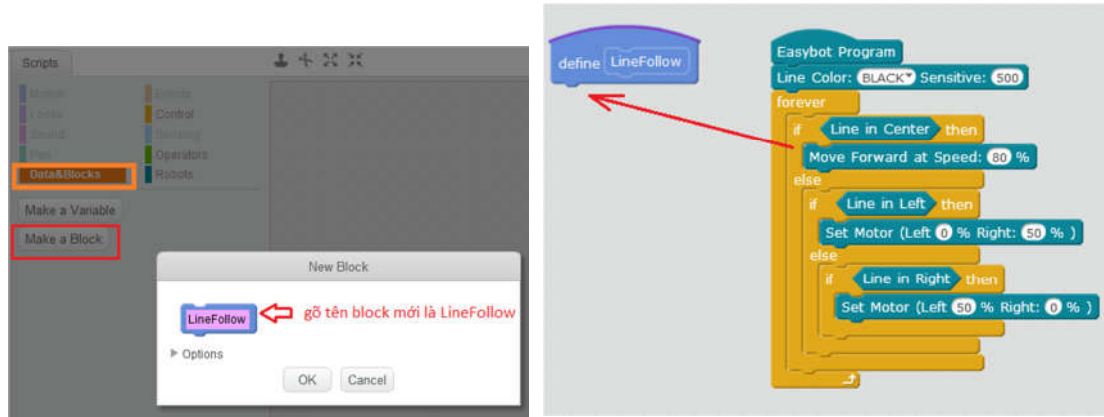 Scripts
Motion
Events
Looks
Control
Sound
Sensing
Pen
Operators
Data&Blocks
Robots
Make a Variable
Make a Block
New Block
LineFollow
gõ tên block mới là LineFollow
Options
OK
Cancel
define LineFollow
Easybot Program
Line Color: BLACK Sensitive: 500
forever
if Line in Center then
Move Forward at Speed: 80 %
else
if Line in Left then
Set Motor (Left 0 % Right: 50 % )
else
if Line in Right then
Set Motor (Left 50 % Right: 0 % )